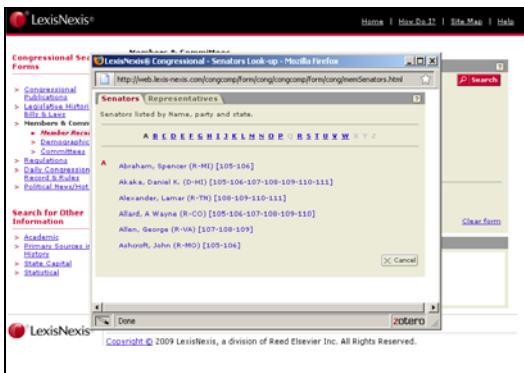 LexisNexis®
Home | How Do I? | Site Map | Help
Members & Committees
Congressional Sea
Forms
> Congressional
Publications
> Legislative Histori
Bills & Laws
> Members & Comm
Member Reco
> Demographic
> Committees
> Regulations
> Daily Congression
Record & Rules
> Political News/Hot
Search for Other
Information
> Academic
> Primary Sources in
History
> State Capital
> Statistical
LexisNexis® Congressional - Senators Look-up - Mozilla Firefox
http://web.lexis-nexis.com/congcomp/form/cong/congcomp/form/cong/memSenators.html
Senators Representatives ?
Senators listed by Name, party and state.
A B C D E F G H I J K L M N O P Q R S T U V W X Y Z
A Abraham, Spencer (R-MI) [105-106]
Akaka, Daniel K. (D-HI) [105-106-107-108-109-110-111]
Alexander, Lamar (R-TN) [108-109-110-111]
Allard, A Wayne (R-CO) [105-106-107-108-109-110]
Allen, George (R-VA) [107-108-109]
Ashcroft, John (R-MO) [105-106]
Cancel
Done zotero
?
Search
Clear form
LexisNexis®
Copyright © 2009 LexisNexis, a division of Reed Elsevier Inc. All Rights Reserved.